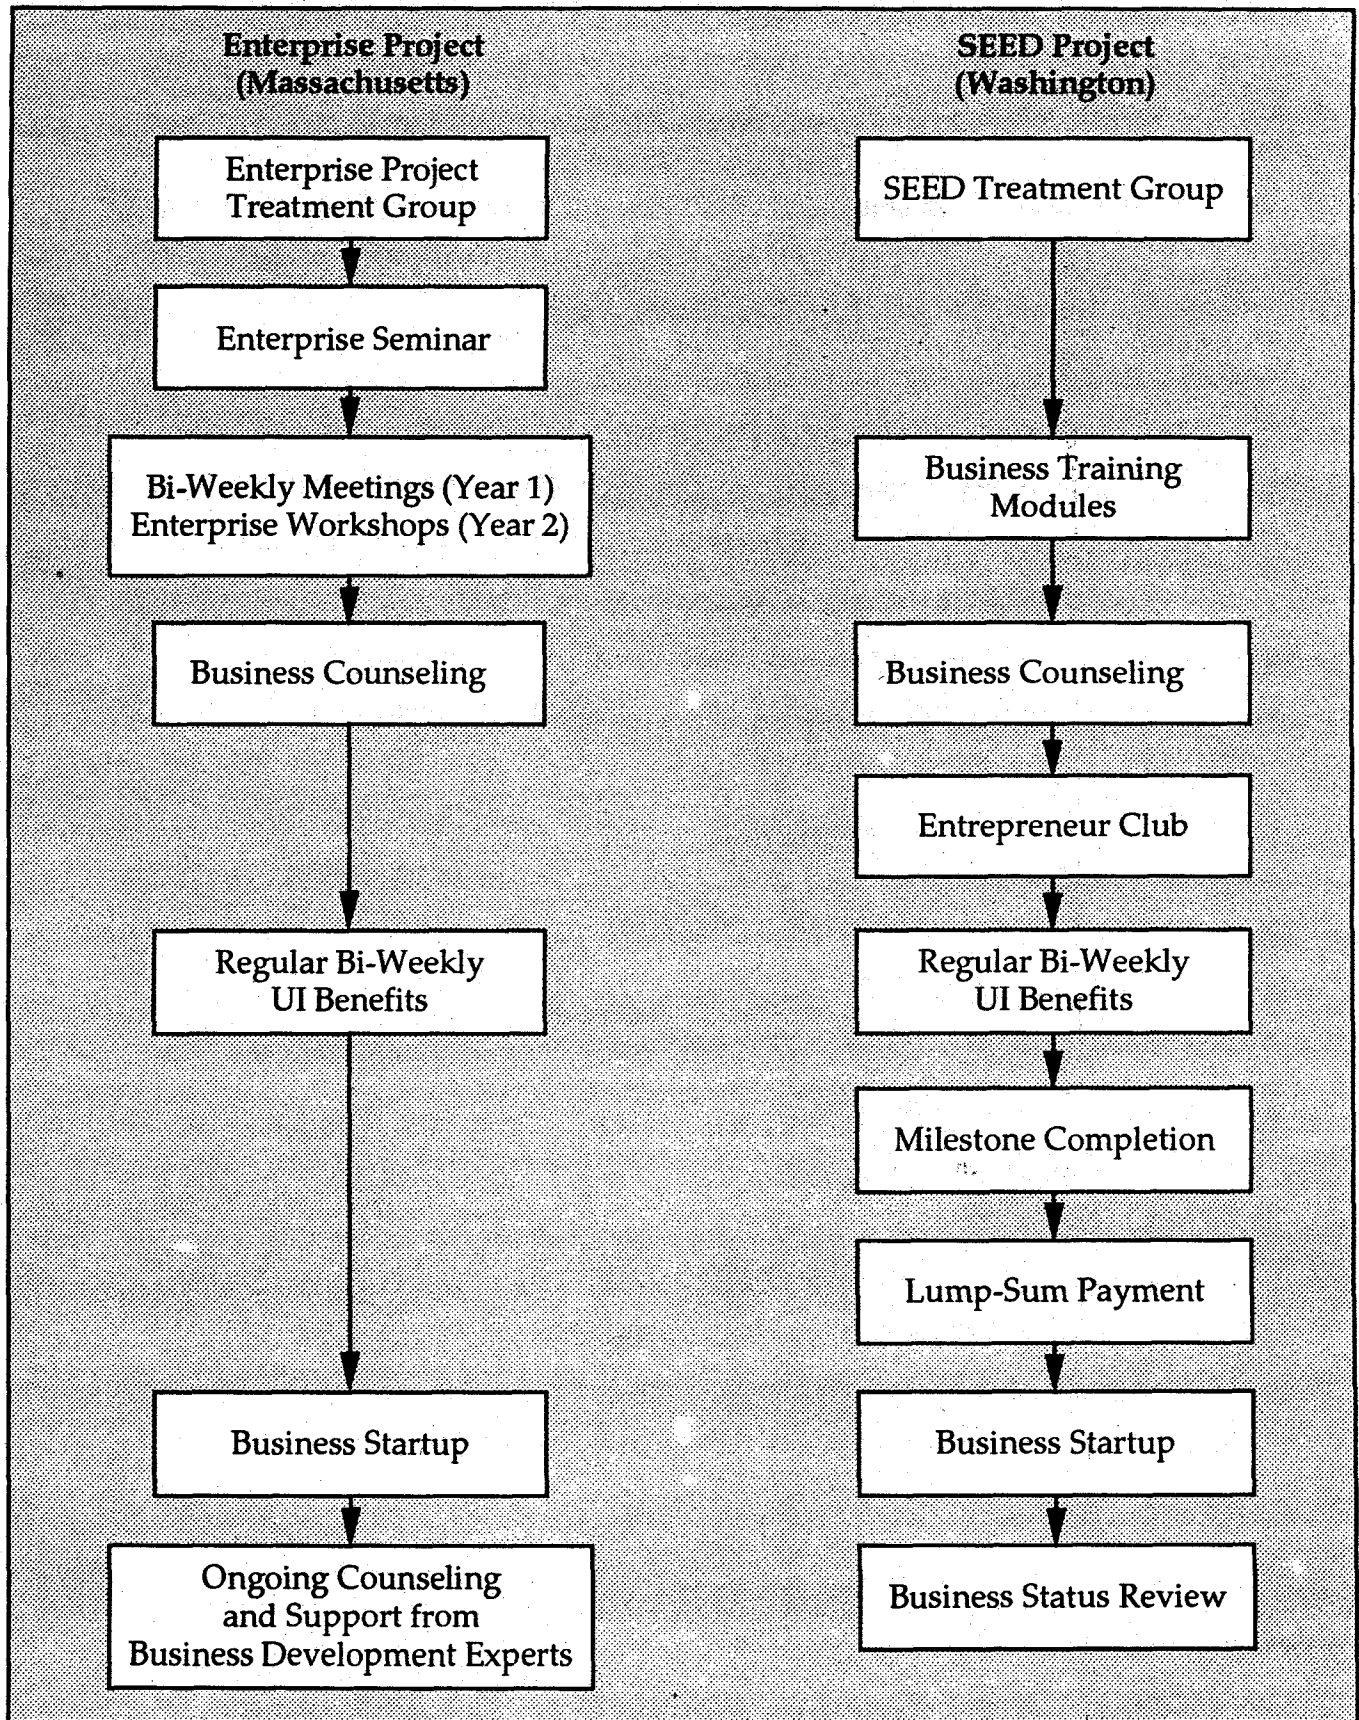 Enterprise Project
(Massachusetts)
Enterprise Project
Treatment Group
Enterprise Seminar
Bi-Weekly Meetings (Year 1)
Enterprise Workshops (Year 2)
Business Counseling
Regular Bi-Weekly
UI Benefits
Business Startup
Ongoing Counseling
and Support from
Business Development Experts
SEED Project
(Washington)
SEED Treatment Group
Business Training
Modules
Business Counseling
Entrepreneur Club
Regular Bi-Weekly
UI Benefits
Milestone Completion
Lump-Sum Payment
Business Startup
Business Status Review